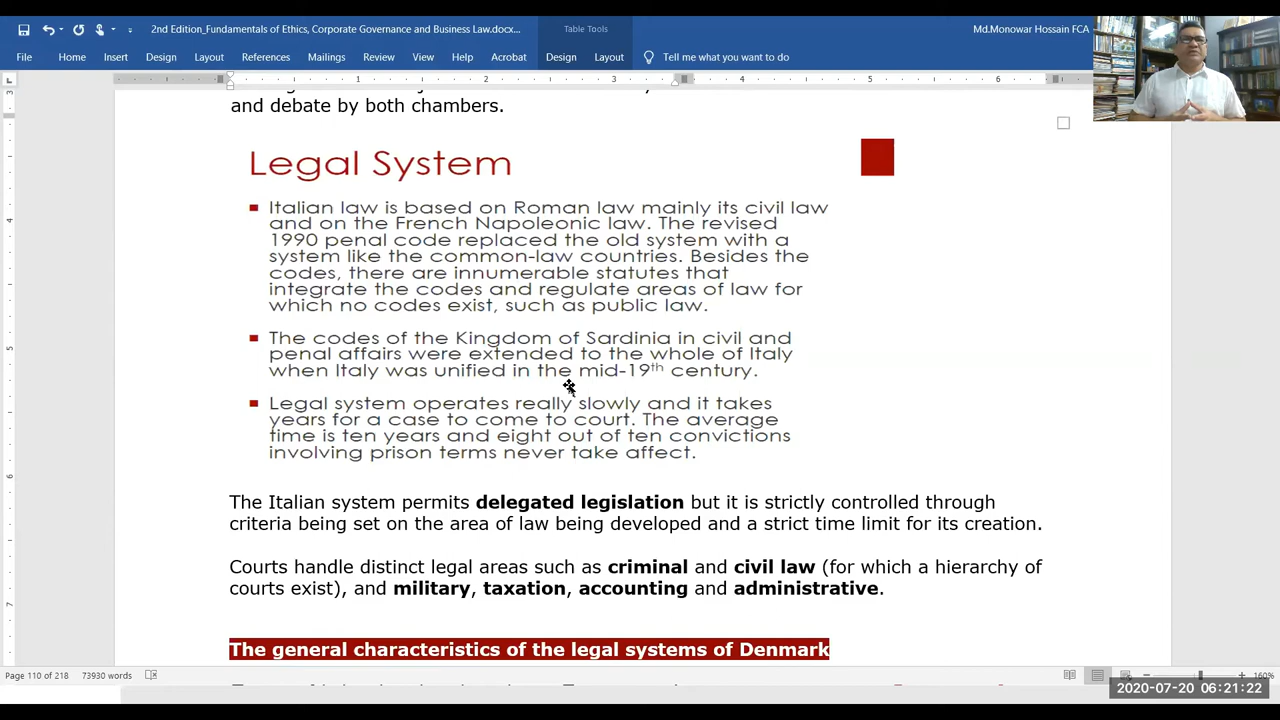 2nd Edition_Fundamentals of Ethics, Corporate Governance and Business Law.docx...
Table Tools
Md.Monowar Hossain FCA
File Home Insert Design Layout References Mailings Review View Help Acrobat Design Layout Tell me what you want to do
1 1 2 3 4 5 6
and debate by both chambers.
Legal System
Italian law is based on Roman law mainly its civil law
and on the French Napoleonic law. The revised
1990 penal code replaced the old system with a
system like the common-law countries. Besides the
codes, there are innumerable statutes that
integrate the codes and regulate areas of law for
which no codes exist, such as public law.
The codes of the Kingdom of Sardinia in civil and
penal affairs were extended to the whole of Italy
when Italy was unified in the mid-19th century.
Legal system operates really slowly and it takes
years for a case to come to court. The average
time is ten years and eight out of ten convictions
involving prison terms never take affect.
The Italian system permits delegated legislation but it is strictly controlled through
criteria being set on the area of law being developed and a strict time limit for its creation.
Courts handle distinct legal areas such as criminal and civil law (for which a hierarchy of
courts exist), and military, taxation, accounting and administrative.
The general characteristics of the legal systems of Denmark
Page 110 of 218 73930 words 160%
2020-07-20 06:21:22